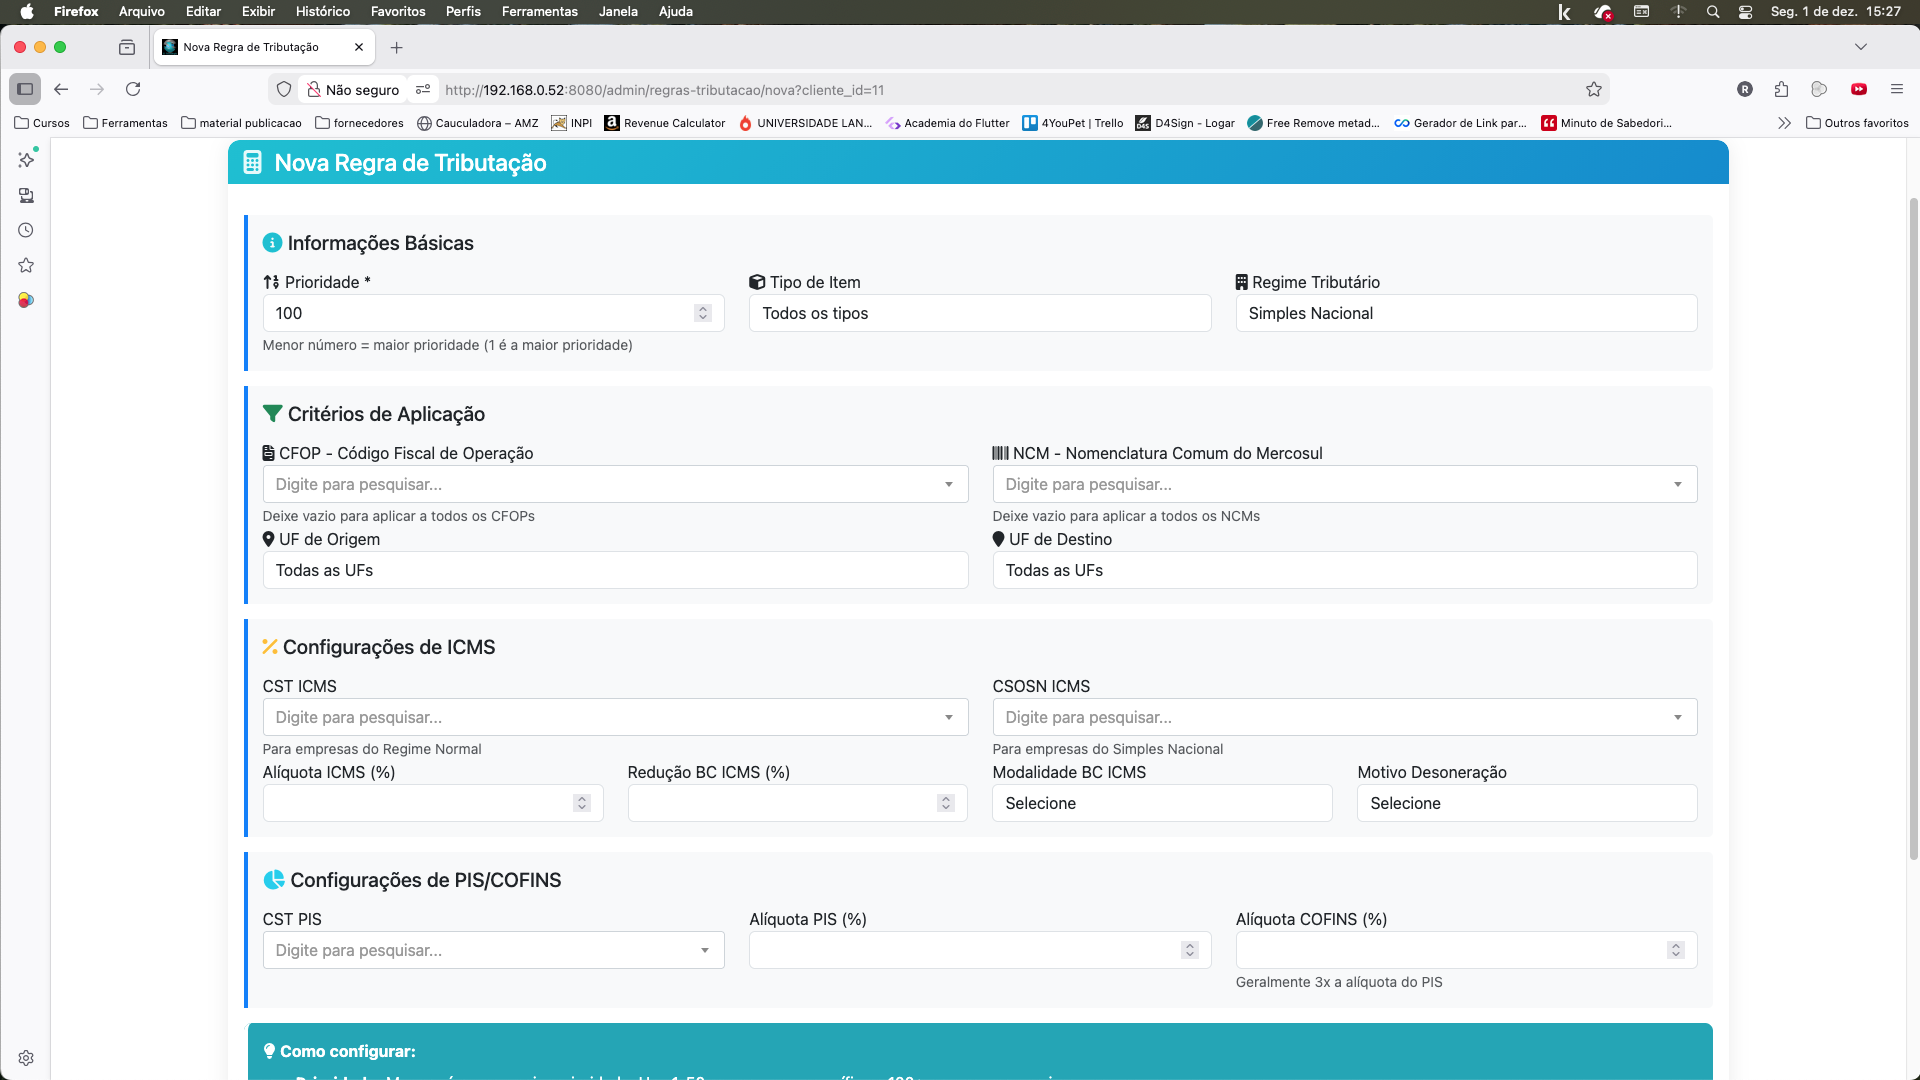 Firefox Arquivo Editar Exibir Histórico Favoritos Perfis Ferramentas Janela Ajuda Seg. 1 de dez. 15:27
Nova Regra de Tributação
Não seguro http://192.168.0.52:8080/admin/regras-tributacao/nova?cliente_id=11
Cursos Ferramentas material publicacao fornecedores Cauculadora – AMZ INPI Revenue Calculator UNIVERSIDADE LAN... Academia do Flutter 4YouPet | Trello D4Sign - Logar Free Remove metad... Gerador de Link par... Minuto de Sabedori... Outros favoritos
Nova Regra de Tributação
Informações Básicas
Prioridade * Tipo de Item Regime Tributário
100 Todos os tipos Simples Nacional
Menor número = maior prioridade (1 é a maior prioridade)
Critérios de Aplicação
CFOP - Código Fiscal de Operação NCM - Nomenclatura Comum do Mercosul
Digite para pesquisar... Digite para pesquisar...
Deixe vazio para aplicar a todos os CFOPs Deixe vazio para aplicar a todos os NCMs
UF de Origem UF de Destino
Todas as UFs Todas as UFs
Configurações de ICMS
CST ICMS CSOSN ICMS
Digite para pesquisar... Digite para pesquisar...
Para empresas do Regime Normal Para empresas do Simples Nacional
Alíquota ICMS (%) Redução BC ICMS (%) Modalidade BC ICMS Motivo Desoneração
Selecione Selecione
Configurações de PIS/COFINS
CST PIS Alíquota PIS (%) Alíquota COFINS (%)
Digite para pesquisar...
Geralmente 3x a alíquota do PIS
Como configurar: